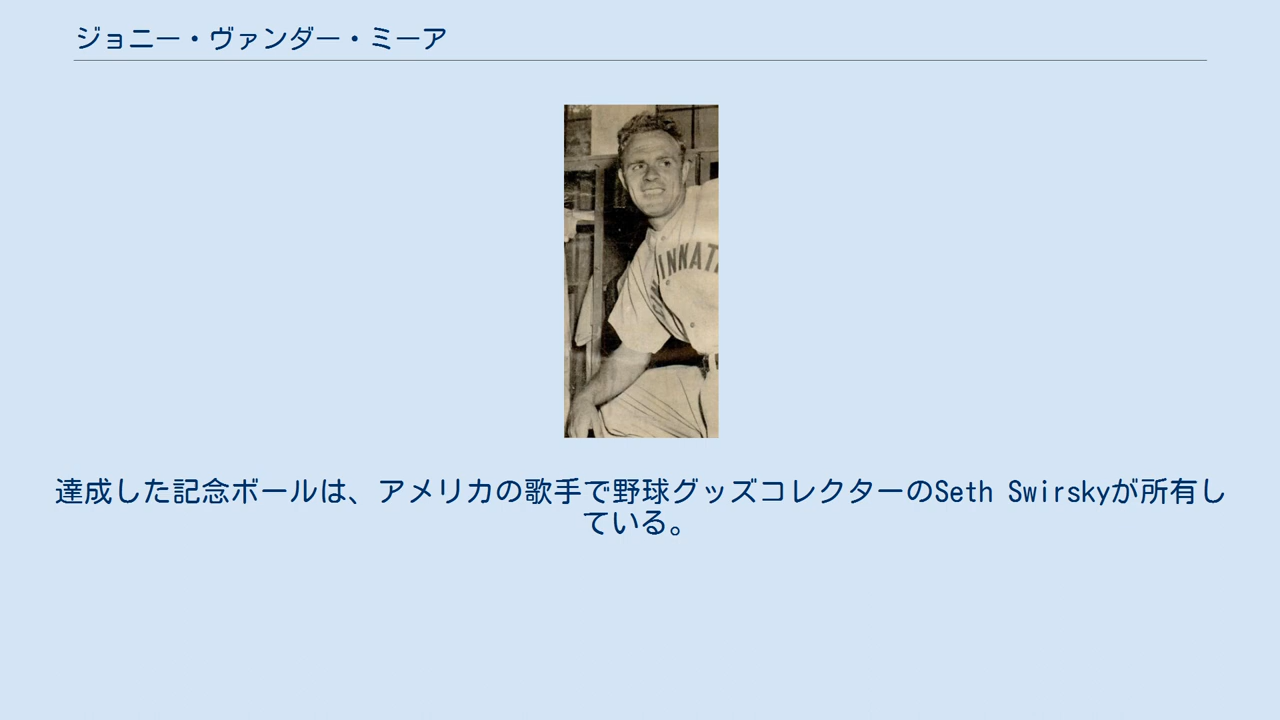 ジョニー・ヴァンダー・ミーア
INNATI
達成した記念ボールは、アメリカの歌手で野球グッズコレクターのSeth Swirskyが所有し
ている。